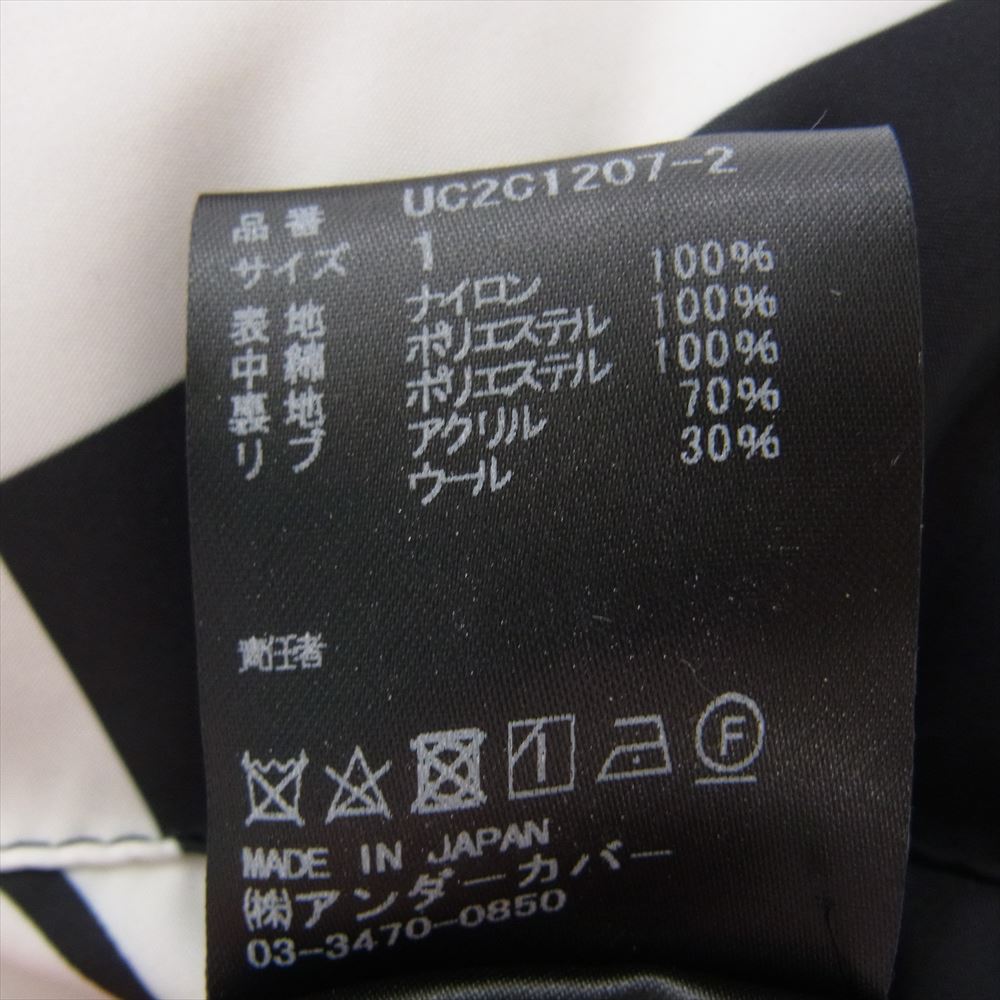 品番 UC2C1207-2
サイズ 1
表地 ナイロン 100%
中綿 ポリエステル 100%
裏地 ポリエステル 100%
リブ アクリル 70%
ウール 30%
責任者
F
MADE IN JAPAN
(株)アンダーカバー
03-3470-0850